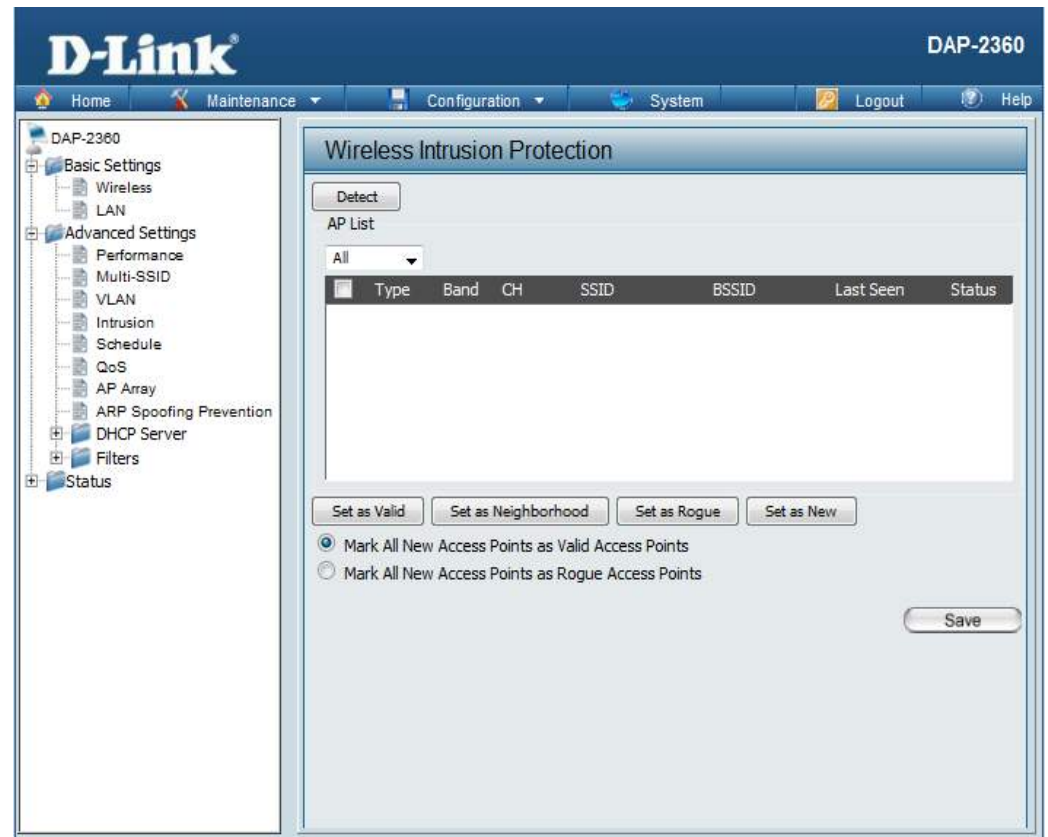 D-Link®
DAP-2360
Home Maintenance Configuration System Logout Help
DAP-2360
Basic Settings
Wireless
LAN
Advanced Settings
Performance
Multi-SSID
VLAN
Intrusion
Schedule
QoS
AP Array
ARP Spoofing Prevention
DHCP Server
Filters
Status
Wireless Intrusion Protection
Detect
AP List
All
Type Band CH SSID BSSID Last Seen Status
Set as Valid Set as Neighborhood Set as Rogue Set as New
Mark All New Access Points as Valid Access Points
Mark All New Access Points as Rogue Access Points
Save